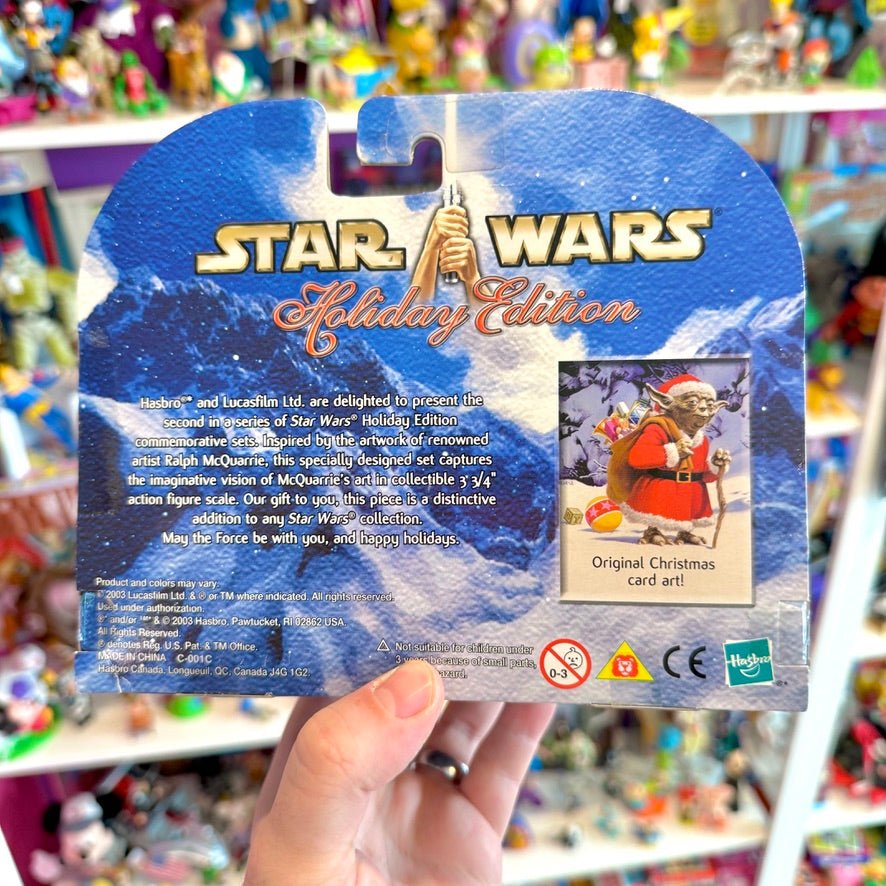 STAR WARS®
Holiday Edition
Hasbro®* and Lucasfilm Ltd. are delighted to present the
second in a series of Star Wars® Holiday Edition
commemorative sets. Inspired by the artwork of renowned
artist Ralph McQuarrie, this specially designed set captures
the imaginative vision of McQuarrie's art in collectible 3 3/4"
action figure scale. Our gift to you, this piece is a distinctive
addition to any Star Wars® collection.
May the Force be with you, and happy holidays.
Original Christmas
card art!
Product and colors may vary.
© 2003 Lucasfilm Ltd. & ® or TM where indicated. All rights reserved.
Used under authorization.
®* and/or ™* & © 2003 Hasbro, Pawtucket, RI 02862 USA.
All Rights Reserved.
® denotes Reg. U.S. Pat. & TM Office.
MADE IN CHINA C-001C
Hasbro Canada, Longueuil, QC, Canada J4G 1G2.
⚠ Not suitable for children under
3 years because of small parts,
hazard.
0-3
CE
Hasbro
®*